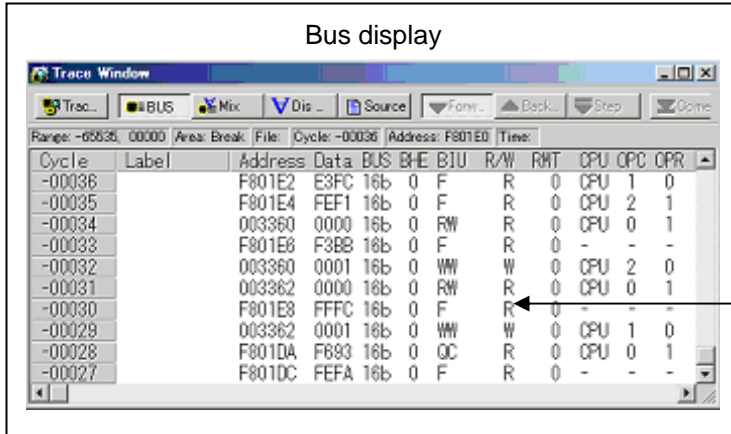 Bus display
Trace Window
Trac... BUS Mix Dis _ Source Forw.. Back.. Step Come
Range: -65535, 00000 Area: Break File: Cycle: -00036 Address: F801E0 Time:
Cycle Label Address Data BUS BHE BIU R/W RWT CPU OPC OPR
-00036 F801E2 E3FC 16b 0 F R 0 CPU 1 0
-00035 F801E4 FEF1 16b 0 F R 0 CPU 2 1
-00034 003360 0000 16b 0 RW R 0 CPU 0 1
-00033 F801E6 F3BB 16b 0 F R 0 - - -
-00032 003360 0001 16b 0 WW W 0 CPU 2 0
-00031 003362 0000 16b 0 RW R 0 CPU 0 1
-00030 F801E8 FFFC 16b 0 F R 0 - - -
-00029 003362 0001 16b 0 WW W 0 CPU 1 0
-00028 F801DA F693 16b 0 QC R 0 CPU 0 1
-00027 F801DC FEFA 16b 0 F R 0 - - -